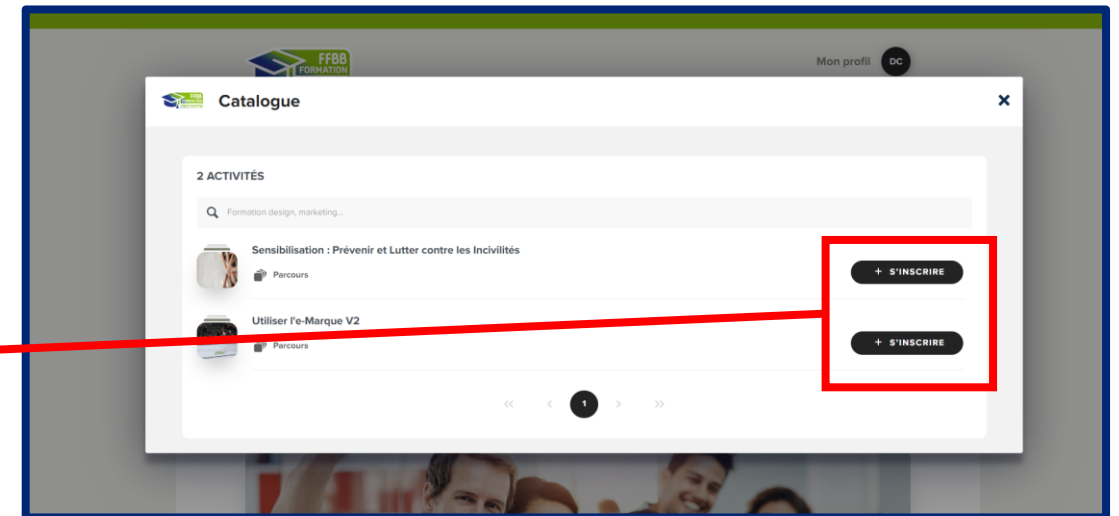 FFBB
FORMATION
Mon profil DC
Catalogue
2 ACTIVITÉS
Formation design, marketing...
Sensibilisation : Prévenir et Lutter contre les Incivilités
Parcours
+ S'INSCRIRE
Utiliser l'e-Marque V2
Parcours
+ S'INSCRIRE
<< < 1 > >>